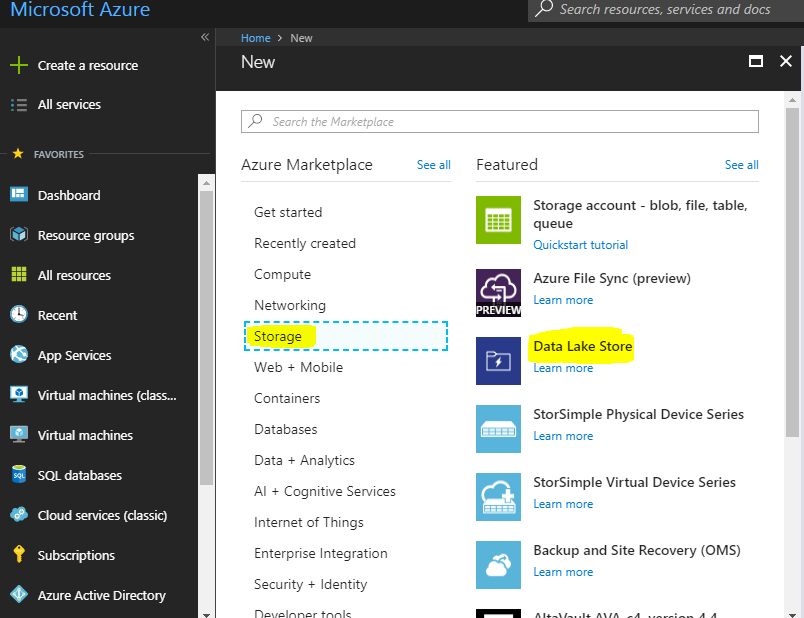 Microsoft Azure
Search resources, services and docs
Create a resource
All services
FAVORITES
Dashboard
Resource groups
All resources
Recent
App Services
Virtual machines (class...
Virtual machines
SQL databases
SQL
Cloud services (classic)
Subscriptions
Azure Active Directory
Home > New
New
Search the Marketplace
Azure Marketplace See all
Get started
Recently created
Compute
Networking
Storage
Web + Mobile
Containers
Databases
Data + Analytics
AI + Cognitive Services
Internet of Things
Enterprise Integration
Security + Identity
Developer tools
Featured See all
Storage account - blob, file, table,
queue
Quickstart tutorial
PREVIEW
Azure File Sync (preview)
Learn more
Data Lake Store
Learn more
StorSimple Physical Device Series
Learn more
StorSimple Virtual Device Series
Learn more
Backup and Site Recovery (OMS)
Learn more
AltaVault AVA-c4, version 4.4